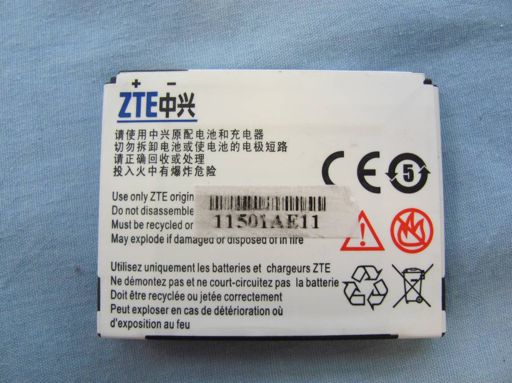 + -
ZTE中兴
请使用中兴原配电池和充电器
切勿拆卸电池或使电池的电极短路
请正确回收或处理
投入火中有爆炸危险
CE 5
Use only ZTE origin
Do not disassemble
Must be recycled or
May explode if damaged or disposed of in fire
11501AE11
Utilisez uniquement les batteries et chargeurs ZTE
Ne démontez pas et ne court-circuitez pas la batterie
Doit être recyclée ou jetée correctement
Peut exploser en cas de détérioration où
d'exposition au feu